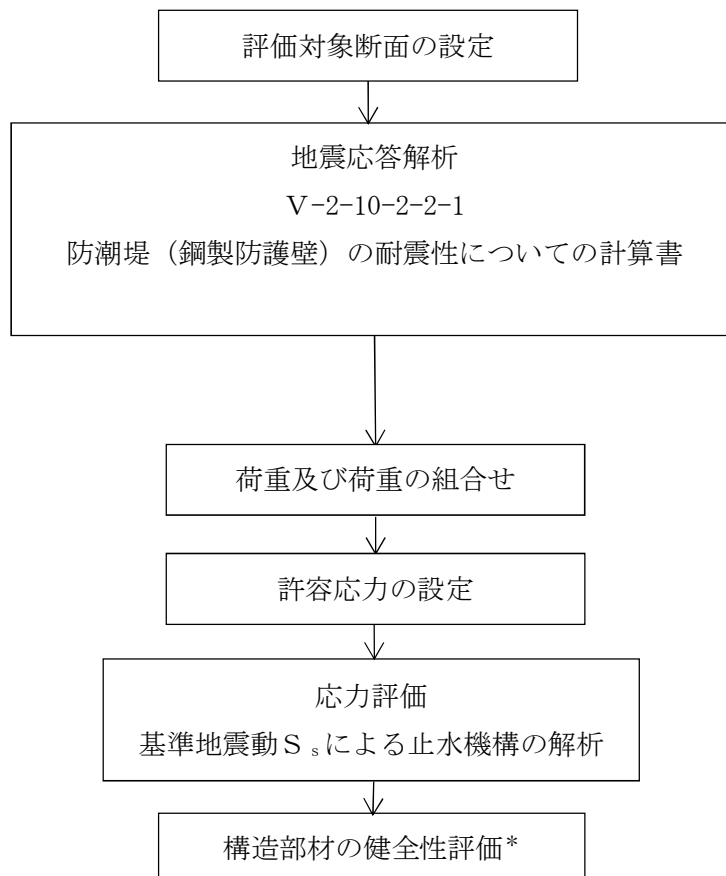 評価対象断面の設定
地震応答解析
Ⅴ-2-10-2-2-1
防潮堤（鋼製防護壁）の耐震性についての計算書
荷重及び荷重の組合せ
許容応力の設定
応力評価
基準地震動Ｓｓによる止水機構の解析
構造部材の健全性評価*